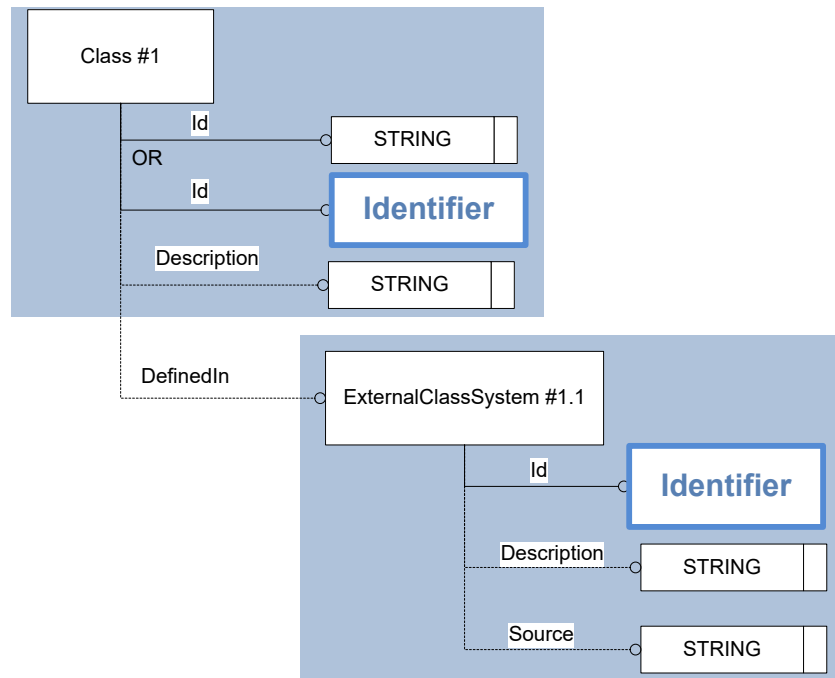 Class #1
Id
STRING
OR
Id
Identifier
Description
STRING
DefinedIn
ExternalClassSystem #1.1
Id
Identifier
Description
STRING
Source
STRING